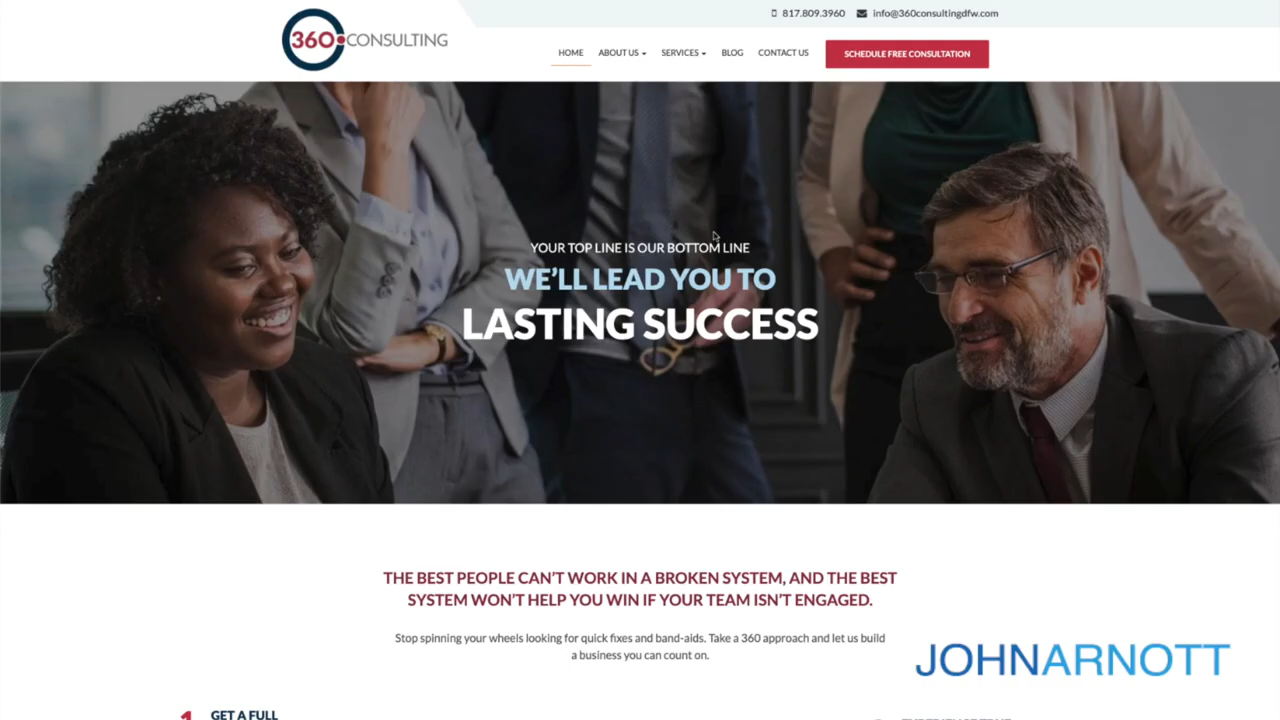 817.809.3960 info@360consultingdfw.com
360 CONSULTING
HOME ABOUT US SERVICES BLOG CONTACT US SCHEDULE FREE CONSULTATION
YOUR TOP LINE IS OUR BOTTOM LINE
WE'LL LEAD YOU TO
LASTING SUCCESS
THE BEST PEOPLE CAN'T WORK IN A BROKEN SYSTEM, AND THE BEST
SYSTEM WON'T HELP YOU WIN IF YOUR TEAM ISN'T ENGAGED.
Stop spinning your wheels looking for quick fixes and band-aids. Take a 360 approach and let us build
a business you can count on.
JOHNARNOTT
1 GET A FULL